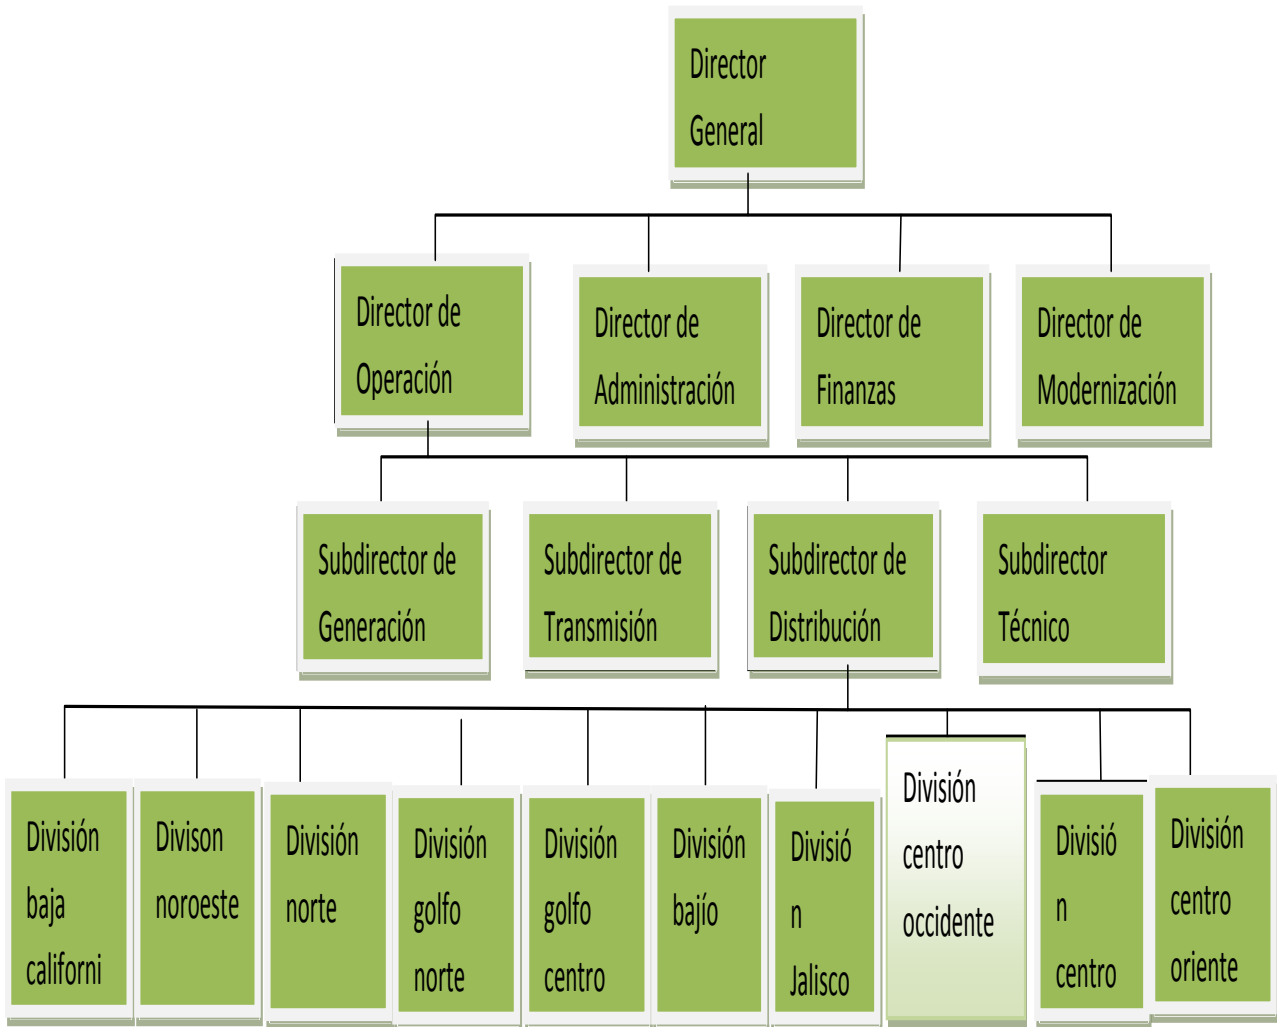 Director
General
Director de
Operación
Director de
Administración
Director de
Finanzas
Director de
Modernización
Subdirector de
Generación
Subdirector de
Transmisión
Subdirector de
Distribución
Subdirector
Técnico
División
baja
californi
Divison
noroeste
División
norte
División
golfo
norte
División
golfo
centro
División
bajío
Divisió
n
Jalisco
División
centro
occidente
Divisió
n
centro
División
centro
oriente